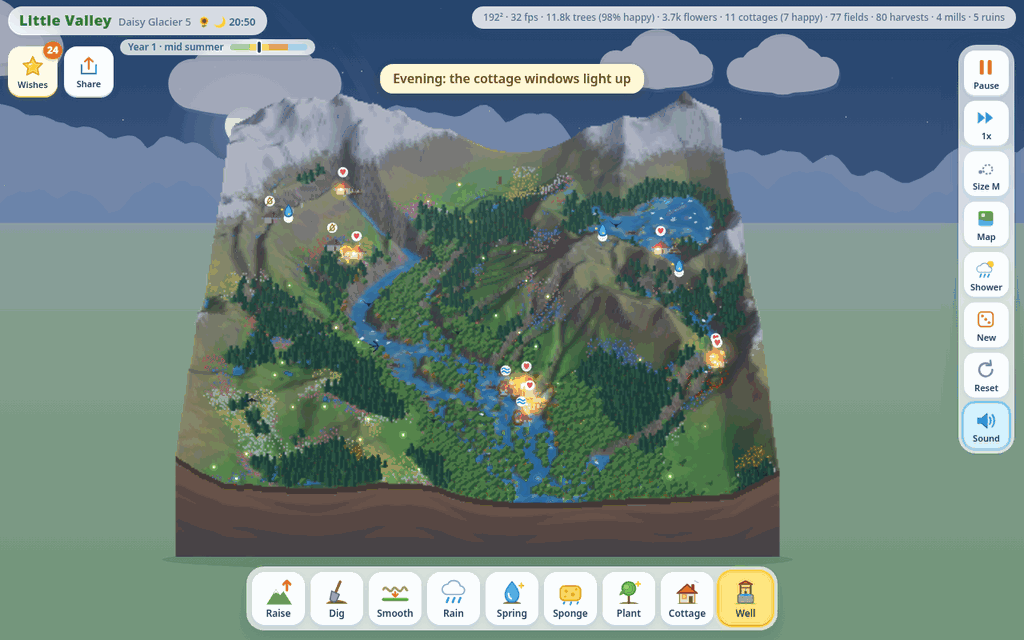 Little Valley Daisy Glacier 5 20:50
192² · 32 fps · 11.8k trees (98% happy) · 3.7k flowers · 11 cottages (7 happy) · 77 fields · 80 harvests · 4 mills · 5 ruins
Year 1 · mid summer
24
Wishes
Share
Evening: the cottage windows light up
Pause
1x
Size M
Map
Shower
New
Reset
Sound
Raise
Dig
Smooth
Rain
Spring
Sponge
Plant
Cottage
Well